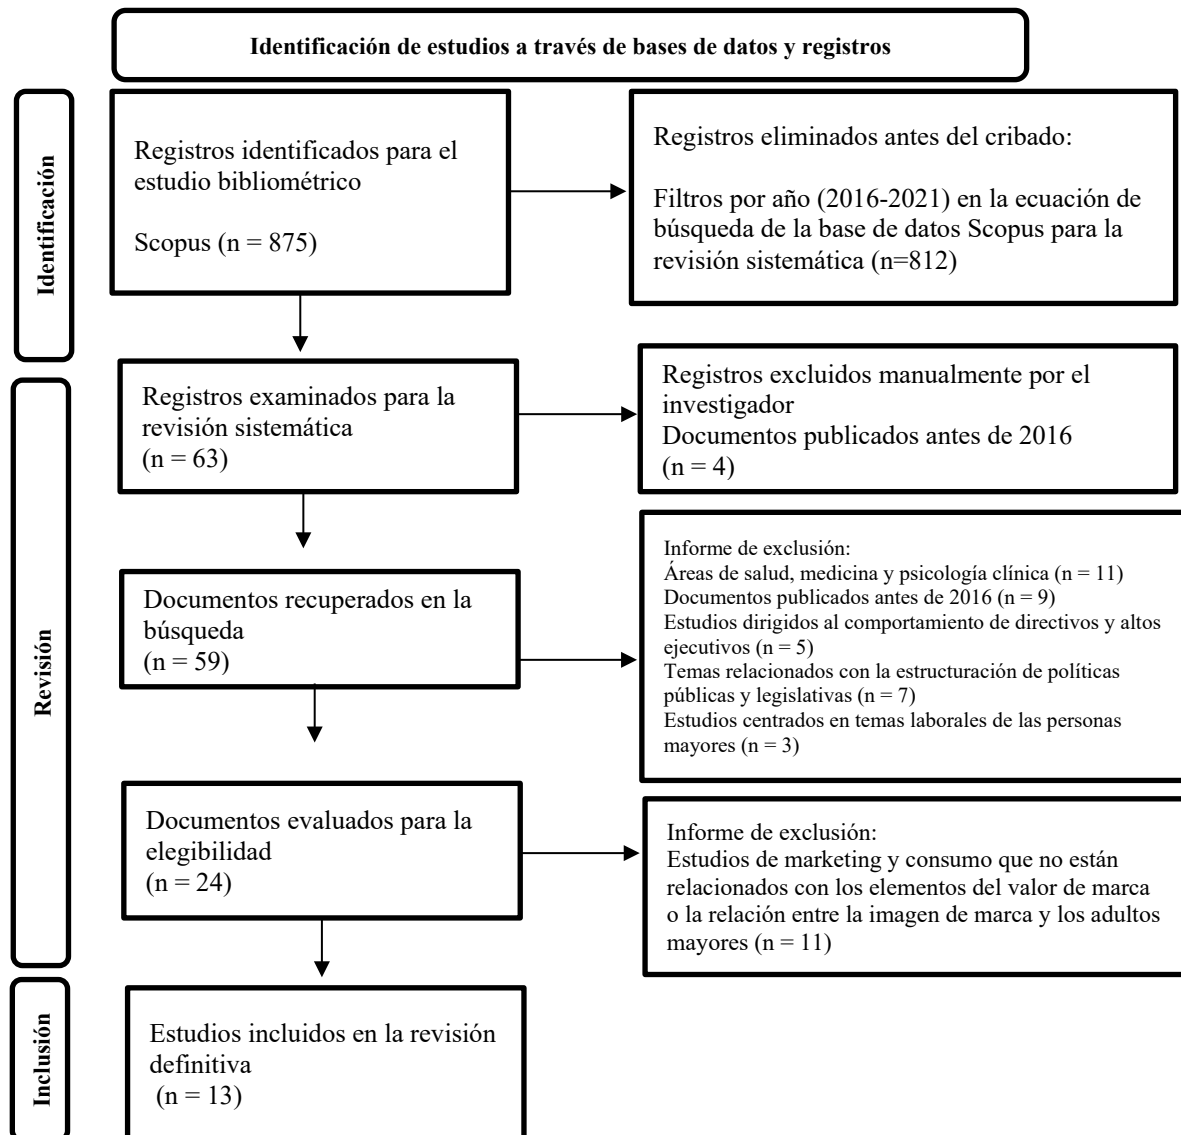 Identificación de estudios a través de bases de datos y registros
Identificación
Registros identificados para el
estudio bibliométrico
Scopus (n = 875)
Registros eliminados antes del cribado:
Filtros por año (2016-2021) en la ecuación de
búsqueda de la base de datos Scopus para la
revisión sistemática (n=812)
Revisión
Registros examinados para la
revisión sistemática
(n = 63)
Registros excluidos manualmente por el
investigador
Documentos publicados antes de 2016
(n = 4)
Documentos recuperados en la
búsqueda
(n = 59)
Informe de exclusión:
Áreas de salud, medicina y psicología clínica (n = 11)
Documentos publicados antes de 2016 (n = 9)
Estudios dirigidos al comportamiento de directivos y altos
ejecutivos (n = 5)
Temas relacionados con la estructuración de políticas
públicas y legislativas (n = 7)
Estudios centrados en temas laborales de las personas
mayores (n = 3)
Documentos evaluados para la
elegibilidad
(n = 24)
Informe de exclusión:
Estudios de marketing y consumo que no están
relacionados con los elementos del valor de marca
o la relación entre la imagen de marca y los adultos
mayores (n = 11)
Inclusión
Estudios incluidos en la revisión
definitiva
(n = 13)